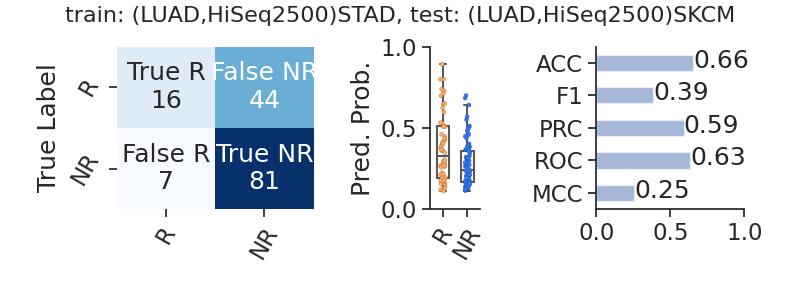 train: (LUAD,HiSeq2500)STAD, test: (LUAD,HiSeq2500)SKCM
True Label
R
NR
True R
16
False NR
44
False R
7
True NR
81
R
NR
Pred. Prob.
1.0
0.5
0.0
R
NR
ACC
0.66
F1
0.39
PRC
0.59
ROC
0.63
MCC
0.25
0.0
0.5
1.0